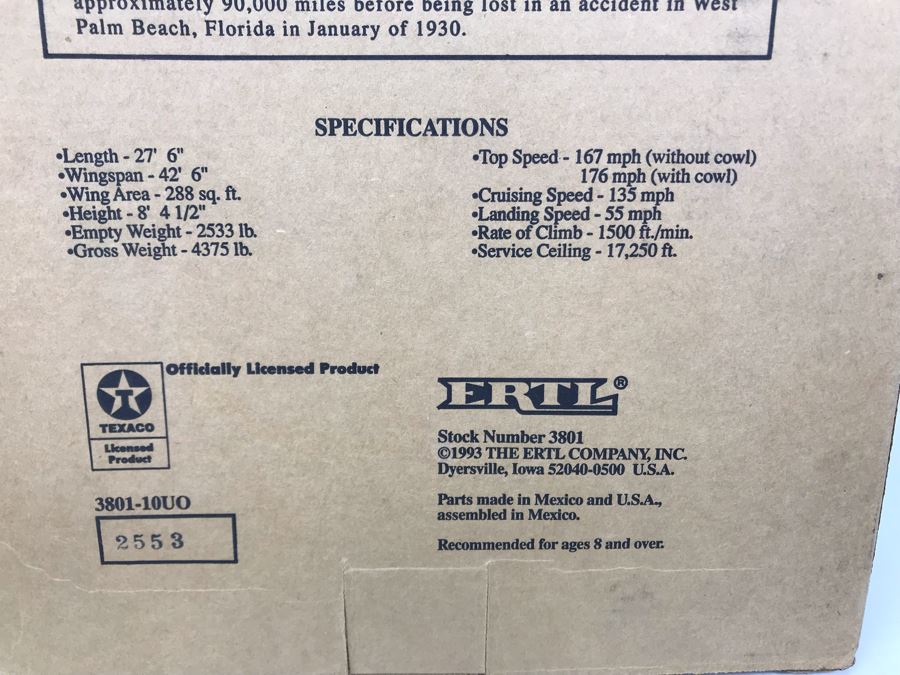 approximately 90,000 miles before being lost in an accident in West
Palm Beach, Florida in January of 1930.
SPECIFICATIONS
•Length - 27' 6"
•Wingspan - 42' 6"
•Wing Area - 288 sq. ft.
•Height - 8' 4 1/2"
•Empty Weight - 2533 lb.
•Gross Weight - 4375 lb.
•Top Speed - 167 mph (without cowl)
176 mph (with cowl)
•Cruising Speed - 135 mph
•Landing Speed - 55 mph
•Rate of Climb - 1500 ft./min.
•Service Ceiling - 17,250 ft.
Officially Licensed Product
T
TEXACO
Licensed
Product
3801-10UO
2553
ERTL®
Stock Number 3801
©1993 THE ERTL COMPANY, INC.
Dyersville, Iowa 52040-0500 U.S.A.
Parts made in Mexico and U.S.A.,
assembled in Mexico.
Recommended for ages 8 and over.